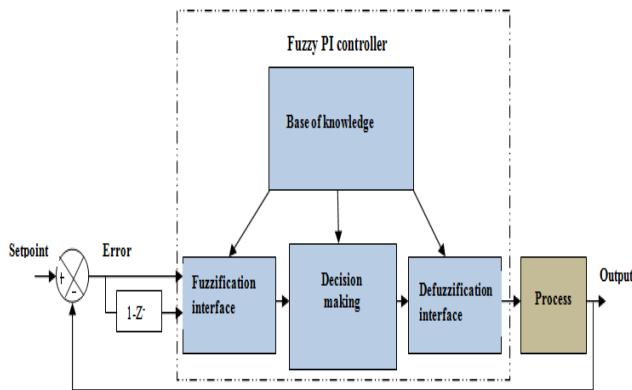 Fuzzy PI controller
Base of knowledge
Setpoint
Error
+
-
1-Z-
Fuzzification
interface
Decision
making
Defuzzification
interface
Process
Output